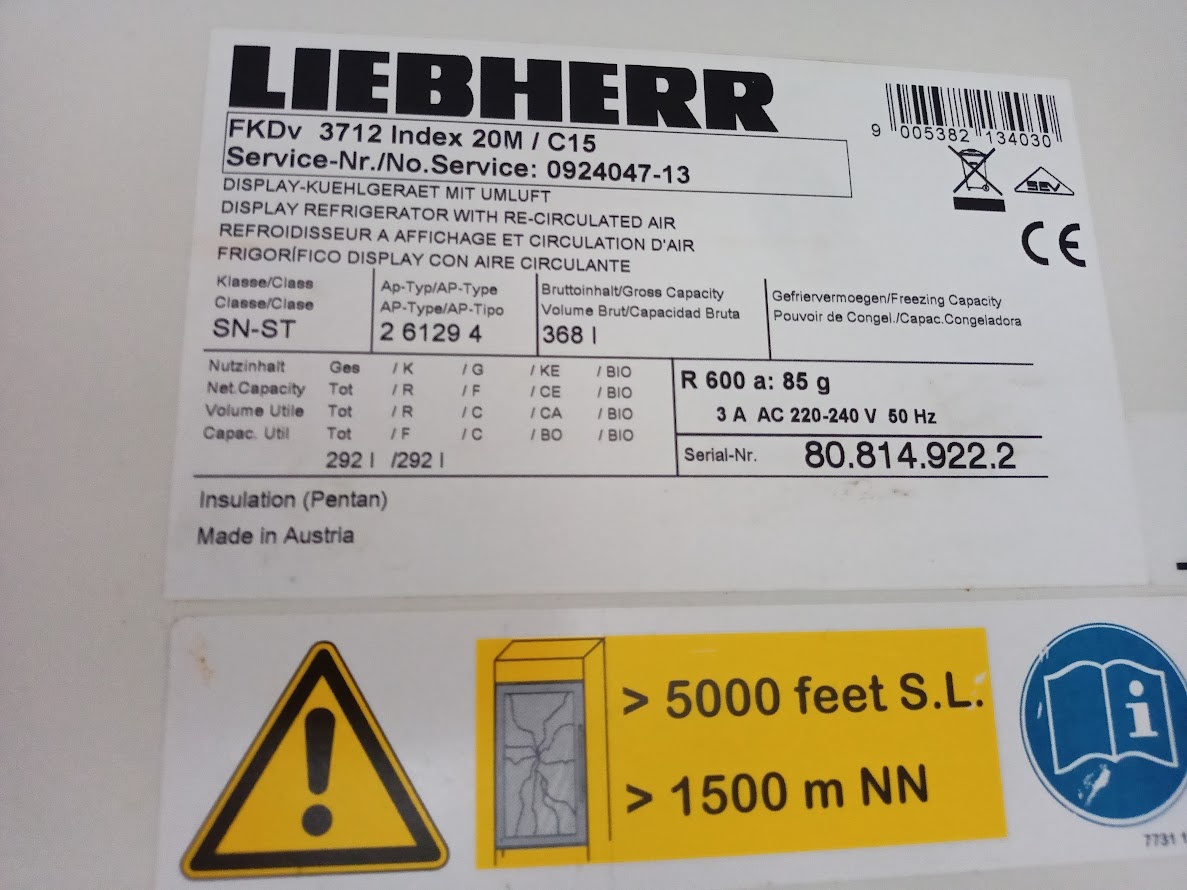 LIEBHERR
FKDv 3712 Index 20M / C15
Service-Nr./No.Service: 0924047-13
9 005382 134030
SEV
CE
DISPLAY-KUEHLGERAET MIT UMLUFT
DISPLAY REFRIGERATOR WITH RE-CIRCULATED AIR
REFROIDISSEUR A AFFICHAGE ET CIRCULATION D'AIR
FRIGORÍFICO DISPLAY CON AIRE CIRCULANTE
Klasse/Class
Classe/Clase
SN-ST
Ap-Typ/AP-Type
AP-Type/AP-Tipo
2 6129 4
Bruttoinhalt/Gross Capacity
Volume Brut/Capacidad Bruta
368 l
Gefriervermoegen/Freezing Capacity
Pouvoir de Congel./Capac.Congeladora
Nutzinhalt Ges / K / G / KE / BIO
Net.Capacity Tot / R / F / CE / BIO
Volume Utile Tot / R / C / CA / BIO
Capac. Util Tot / F / C / BO / BIO
292 l /292 l
R 600 a: 85 g
3 A AC 220-240 V 50 Hz
Serial-Nr. 80.814.922.2
Insulation (Pentan)
Made in Austria
!
> 5000 feet S.L.
> 1500 m NN
i
7731 1